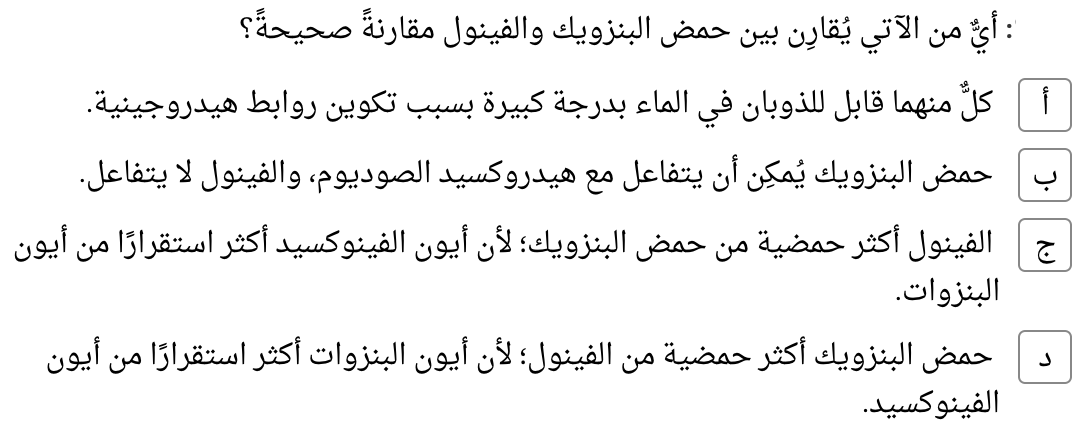 : أيٌّ من الآتي يُقارِن بين حمض البنزويك والفينول مقارنةً صحيحةً؟
أ كلٌّ منهما قابل للذوبان في الماء بدرجة كبيرة بسبب تكوين روابط هيدروجينية.
ب حمض البنزويك يُمكِن أن يتفاعل مع هيدروكسيد الصوديوم، والفينول لا يتفاعل.
ج الفينول أكثر حمضية من حمض البنزويك؛ لأن أيون الفينوكسيد أكثر استقرارًا من أيون
البنزوات.
د حمض البنزويك أكثر حمضية من الفينول؛ لأن أيون البنزوات أكثر استقرارًا من أيون
الفينوكسيد.